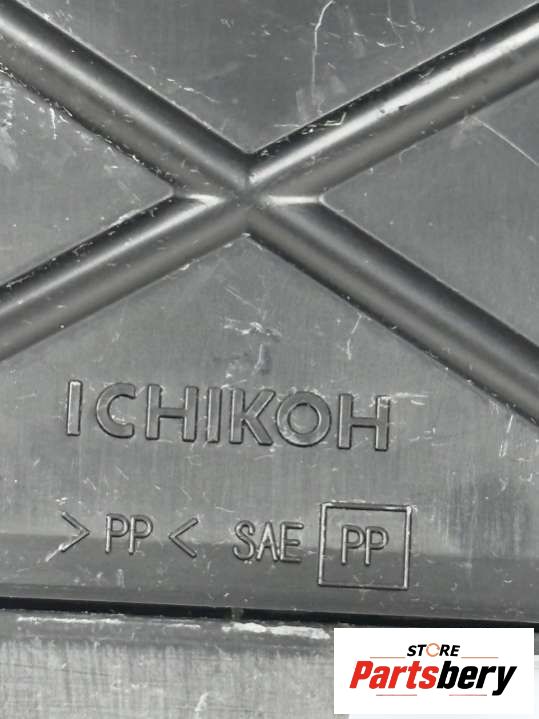 ICHIKOH
>PP< SAE PP
STORE
Partsbery